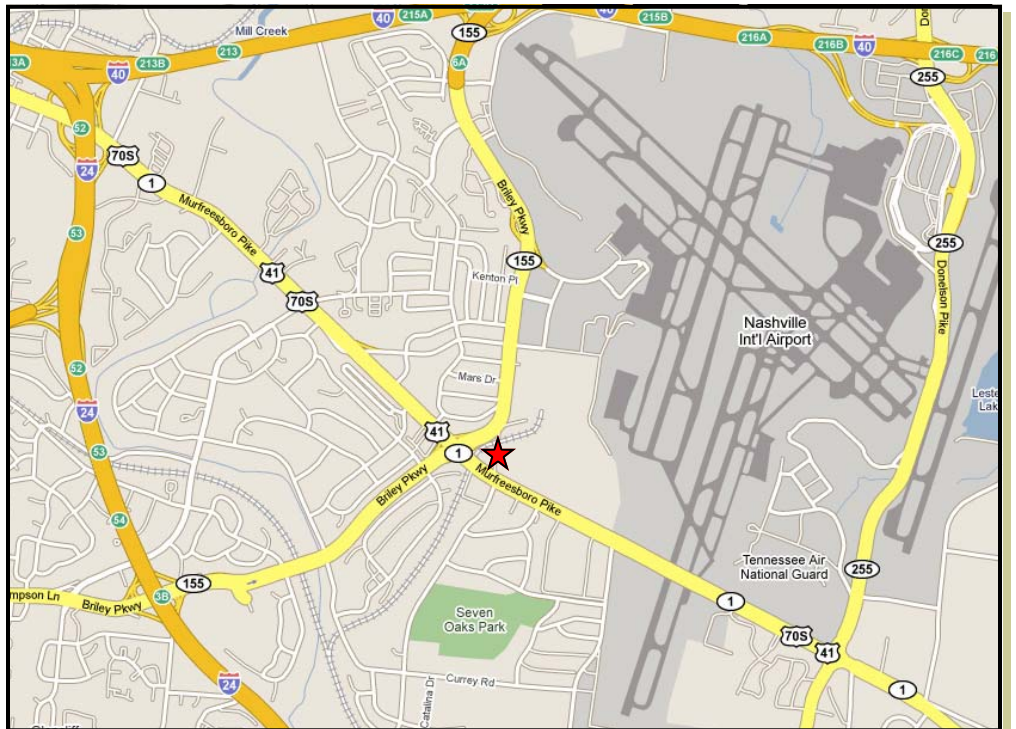 215A
40
Mill Creek
155
40
215B
216A
216B
40
216C
216
3A
213
213B
40
6A
255
52
70S
24
1
Murfreesboro Pike
Briley Pkwy
53
41
155
255
Kenton Pl
70S
Donelson Pike
Nashville
Int'l Airport
52
Mars Dr
24
41
1
53
Briley Pkwy
Murfreesboro Pike
54
Tennessee Air
National Guard
255
155
3B
mpson Ln
Briley Pkwy
Seven
Oaks Park
1
70S
41
24
Currey Rd
Catalina Dr
1